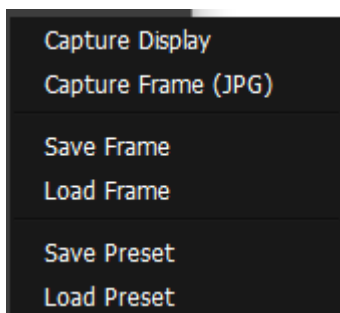 Capture Display
Capture Frame (JPG)
Save Frame
Load Frame
Save Preset
Load Preset